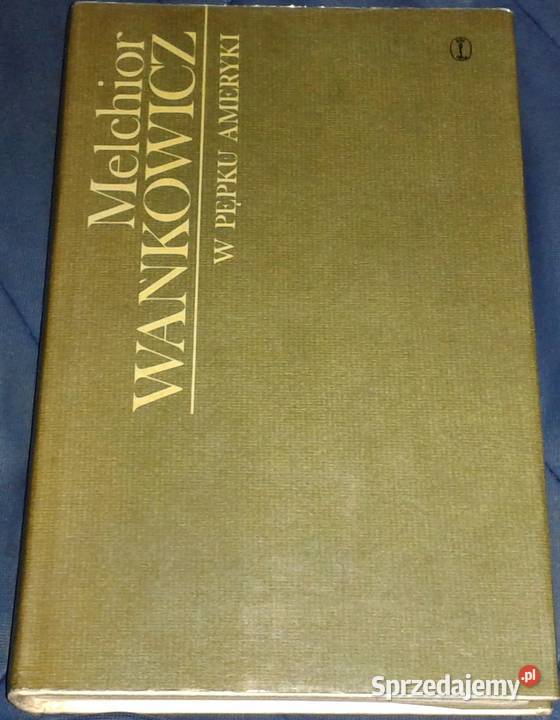 Melchior
WAŃKOWICZ
W PĘPKU AMERYKI
Sprzedajemy.pl